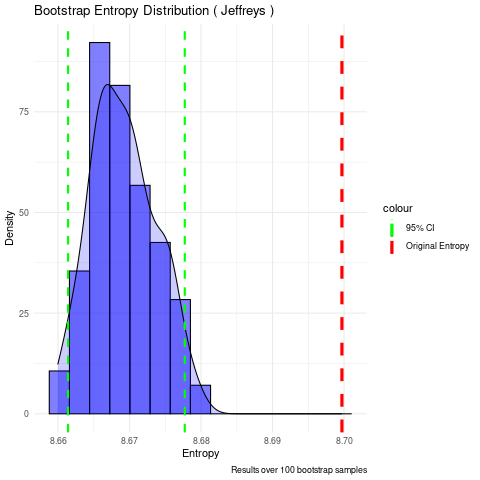 Bootstrap Entropy Distribution ( Jeffreys )
75
50
25
0
Density
8.66 8.67 8.68 8.69 8.70
Entropy
colour
95% CI
Original Entropy
Results over 100 bootstrap samples